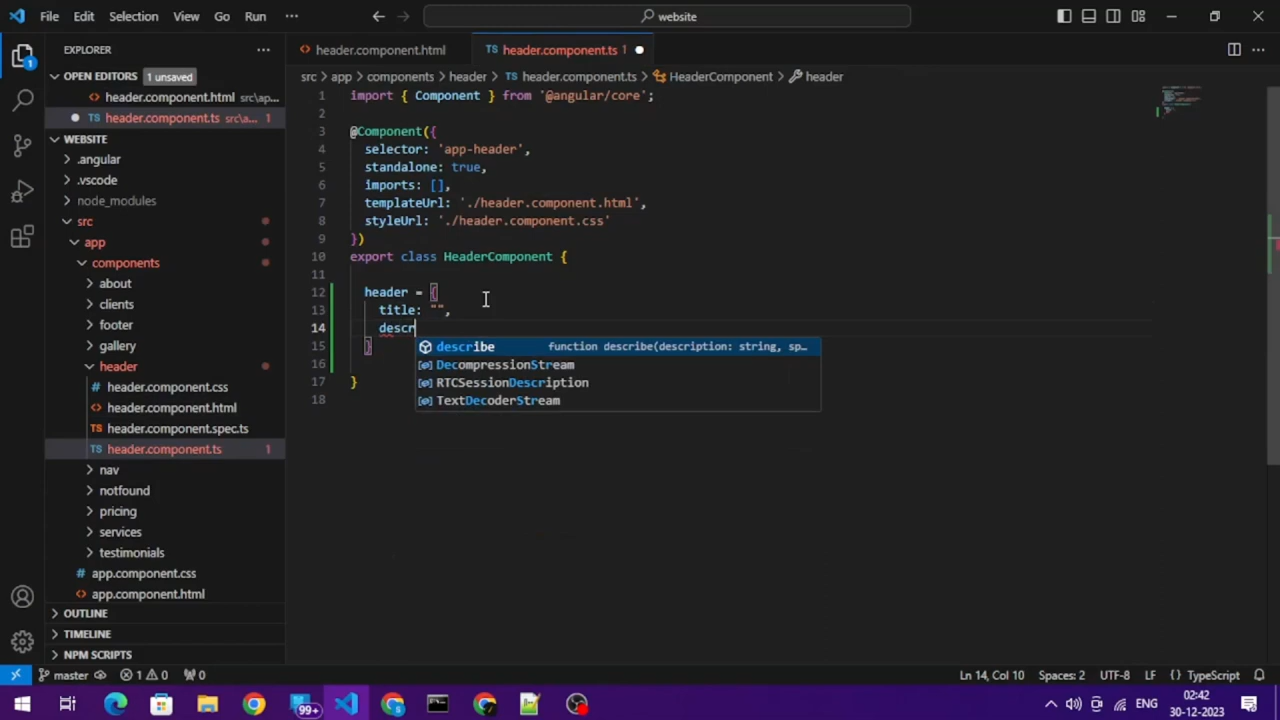 File Edit Selection View Go Run ···
website
EXPLORER
header.component.html
TS header.component.ts 1
OPEN EDITORS 1 unsaved
header.component.html src\ap...
TS header.component.ts src\a... 1
WEBSITE
.angular
.vscode
node_modules
src
app
components
about
clients
footer
gallery
header
# header.component.css
header.component.html
TS header.component.spec.ts
TS header.component.ts 1
nav
notfound
pricing
services
testimonials
# app.component.css
app.component.html
OUTLINE
TIMELINE
NPM SCRIPTS
src > app > components > header > TS header.component.ts > HeaderComponent > header
1 import { Component } from '@angular/core';
2
3 @Component({
4 selector: 'app-header',
5 standalone: true,
6 imports: [],
7 templateUrl: './header.component.html',
8 styleUrl: './header.component.css'
9 })
10 export class HeaderComponent {
11
12 header = {
13 title: "",
14 descr
15 }
16
17 }
18
describe function describe(description: string, sp...
DecompressionStream
RTCSessionDescription
TextDecoderStream
master 1 0 0
Ln 14, Col 10 Spaces: 2 UTF-8 LF {} TypeScript
99+
ENG
02:42
30-12-2023